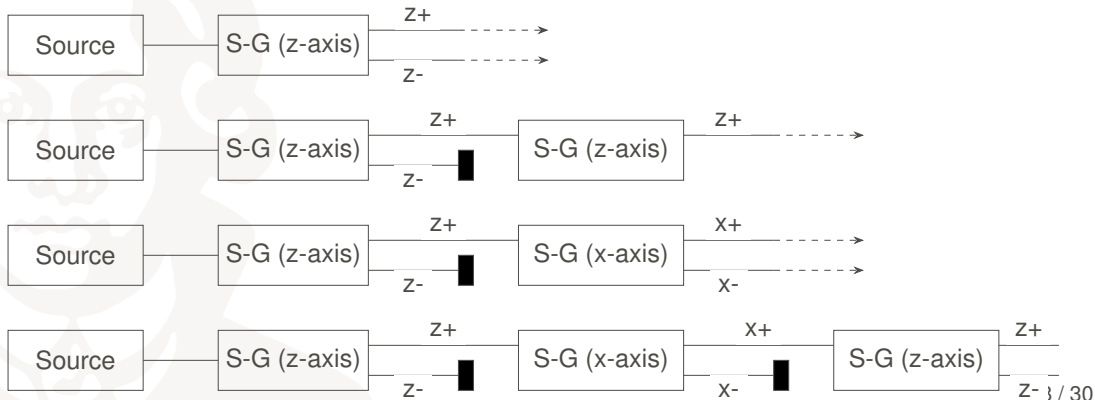 z+
Source S-G (z-axis)
z-
z+ z+
Source S-G (z-axis) S-G (z-axis)
z-
z+ x+
Source S-G (z-axis) S-G (x-axis)
z- x-
z+ x+ z+
Source S-G (z-axis) S-G (x-axis) S-G (z-axis)
z- x- z- / 30